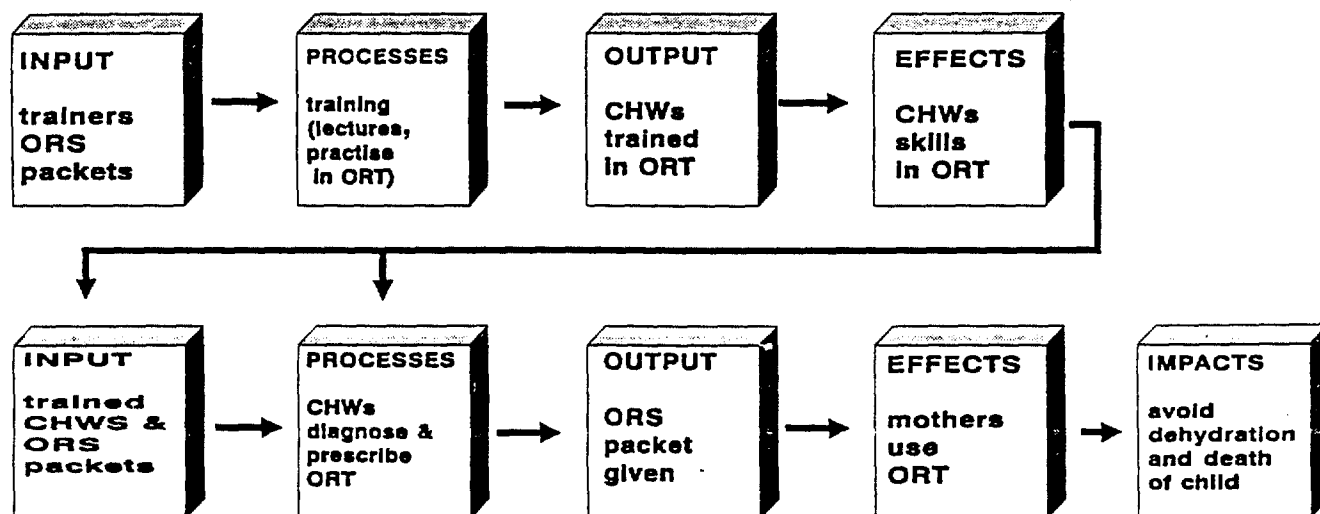 INPUT
trainers
ORS
packets
PROCESSES
training
(lectures,
practise
in ORT)
OUTPUT
CHWs
trained
in ORT
EFFECTS
CHWs
skills
in ORT
INPUT
trained
CHWS &
ORS
packets
PROCESSES
CHWs
diagnose &
prescribe
ORT
OUTPUT
ORS
packet
given
EFFECTS
mothers
use
ORT
IMPACTS
avoid
dehydration
and death
of child